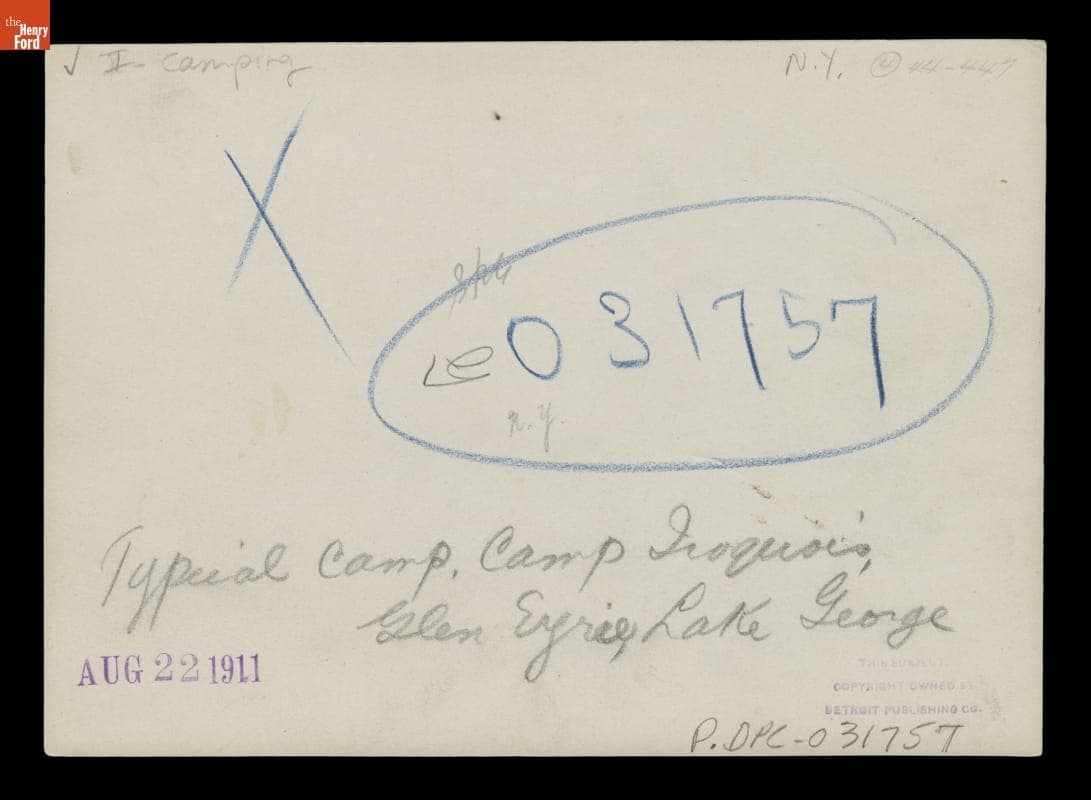 the
Henry
Ford
✓ II- Camping
N.Y. 44-447
X
031757
n.y.
Typical Camp, Camp Iroquois,
Glen Eyrie, Lake George
AUG 22 1911
THIS SUBJECT
COPYRIGHT OWNED BY
DETROIT PUBLISHING CO.
P.DPC-031757